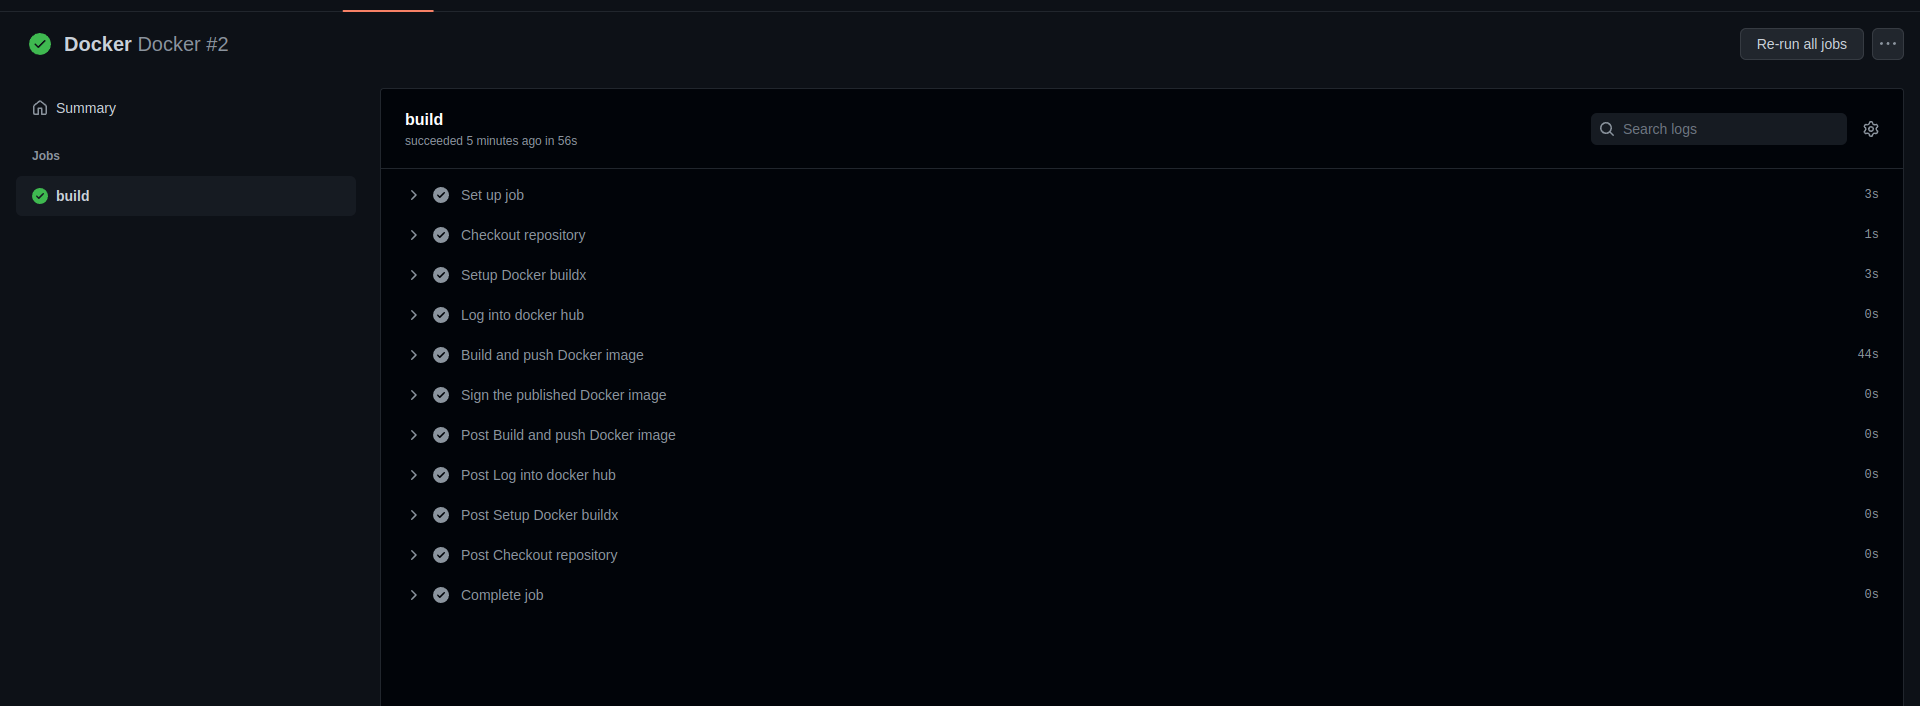 Docker Docker #2
Re-run all jobs
Summary
Jobs
build
build
succeeded 5 minutes ago in 56s
Search logs
Set up job 3s
Checkout repository 1s
Setup Docker buildx 3s
Log into docker hub 0s
Build and push Docker image 44s
Sign the published Docker image 0s
Post Build and push Docker image 0s
Post Log into docker hub 0s
Post Setup Docker buildx 0s
Post Checkout repository 0s
Complete job 0s